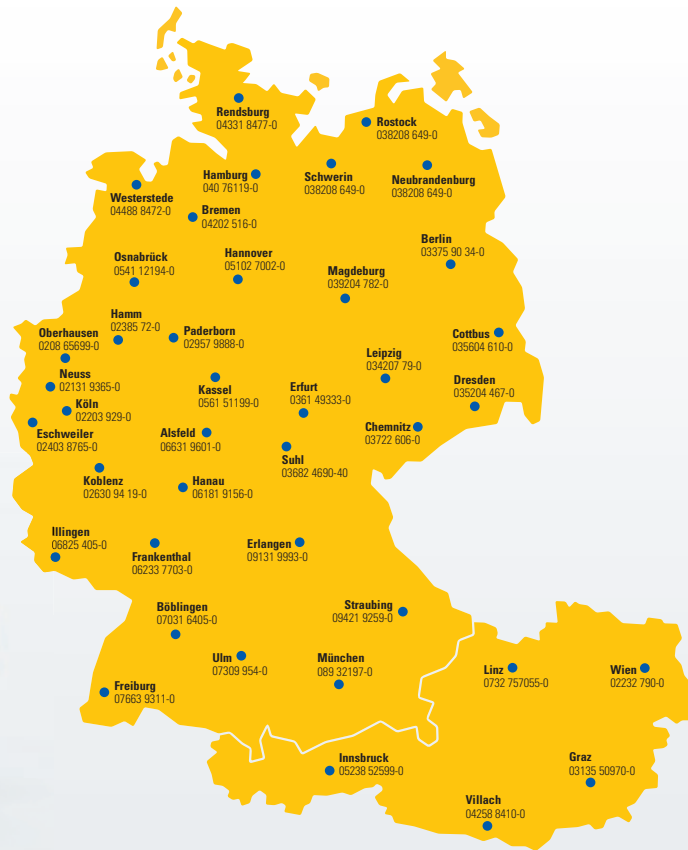 Rendsburg
04331 8477-0
Rostock
038208 649-0
Hamburg
040 76119-0
Schwerin
038208 649-0
Neubrandenburg
038208 649-0
Westerstede
04488 8472-0
Bremen
04202 516-0
Berlin
03375 90 34-0
Osnabrück
0541 12194-0
Hannover
05102 7002-0
Magdeburg
039204 782-0
Hamm
02385 72-0
Oberhausen
0208 65699-0
Paderborn
02957 9888-0
Cottbus
035604 610-0
Leipzig
034207 79-0
Neuss
02131 9365-0
Kassel
0561 51199-0
Erfurt
0361 49333-0
Dresden
035204 467-0
Köln
02203 929-0
Eschweiler
02403 8765-0
Alsfeld
06631 9601-0
Chemnitz
03722 606-0
Suhl
03682 4690-40
Koblenz
02630 94 19-0
Hanau
06181 9156-0
Illingen
06825 405-0
Frankenthal
06233 7703-0
Erlangen
09131 9993-0
Böblingen
07031 6405-0
Straubing
09421 9259-0
Ulm
07309 954-0
München
089 32197-0
Linz
0732 757055-0
Wien
02232 790-0
Freiburg
07663 9311-0
Innsbruck
05238 52599-0
Graz
03135 50970-0
Villach
04258 8410-0